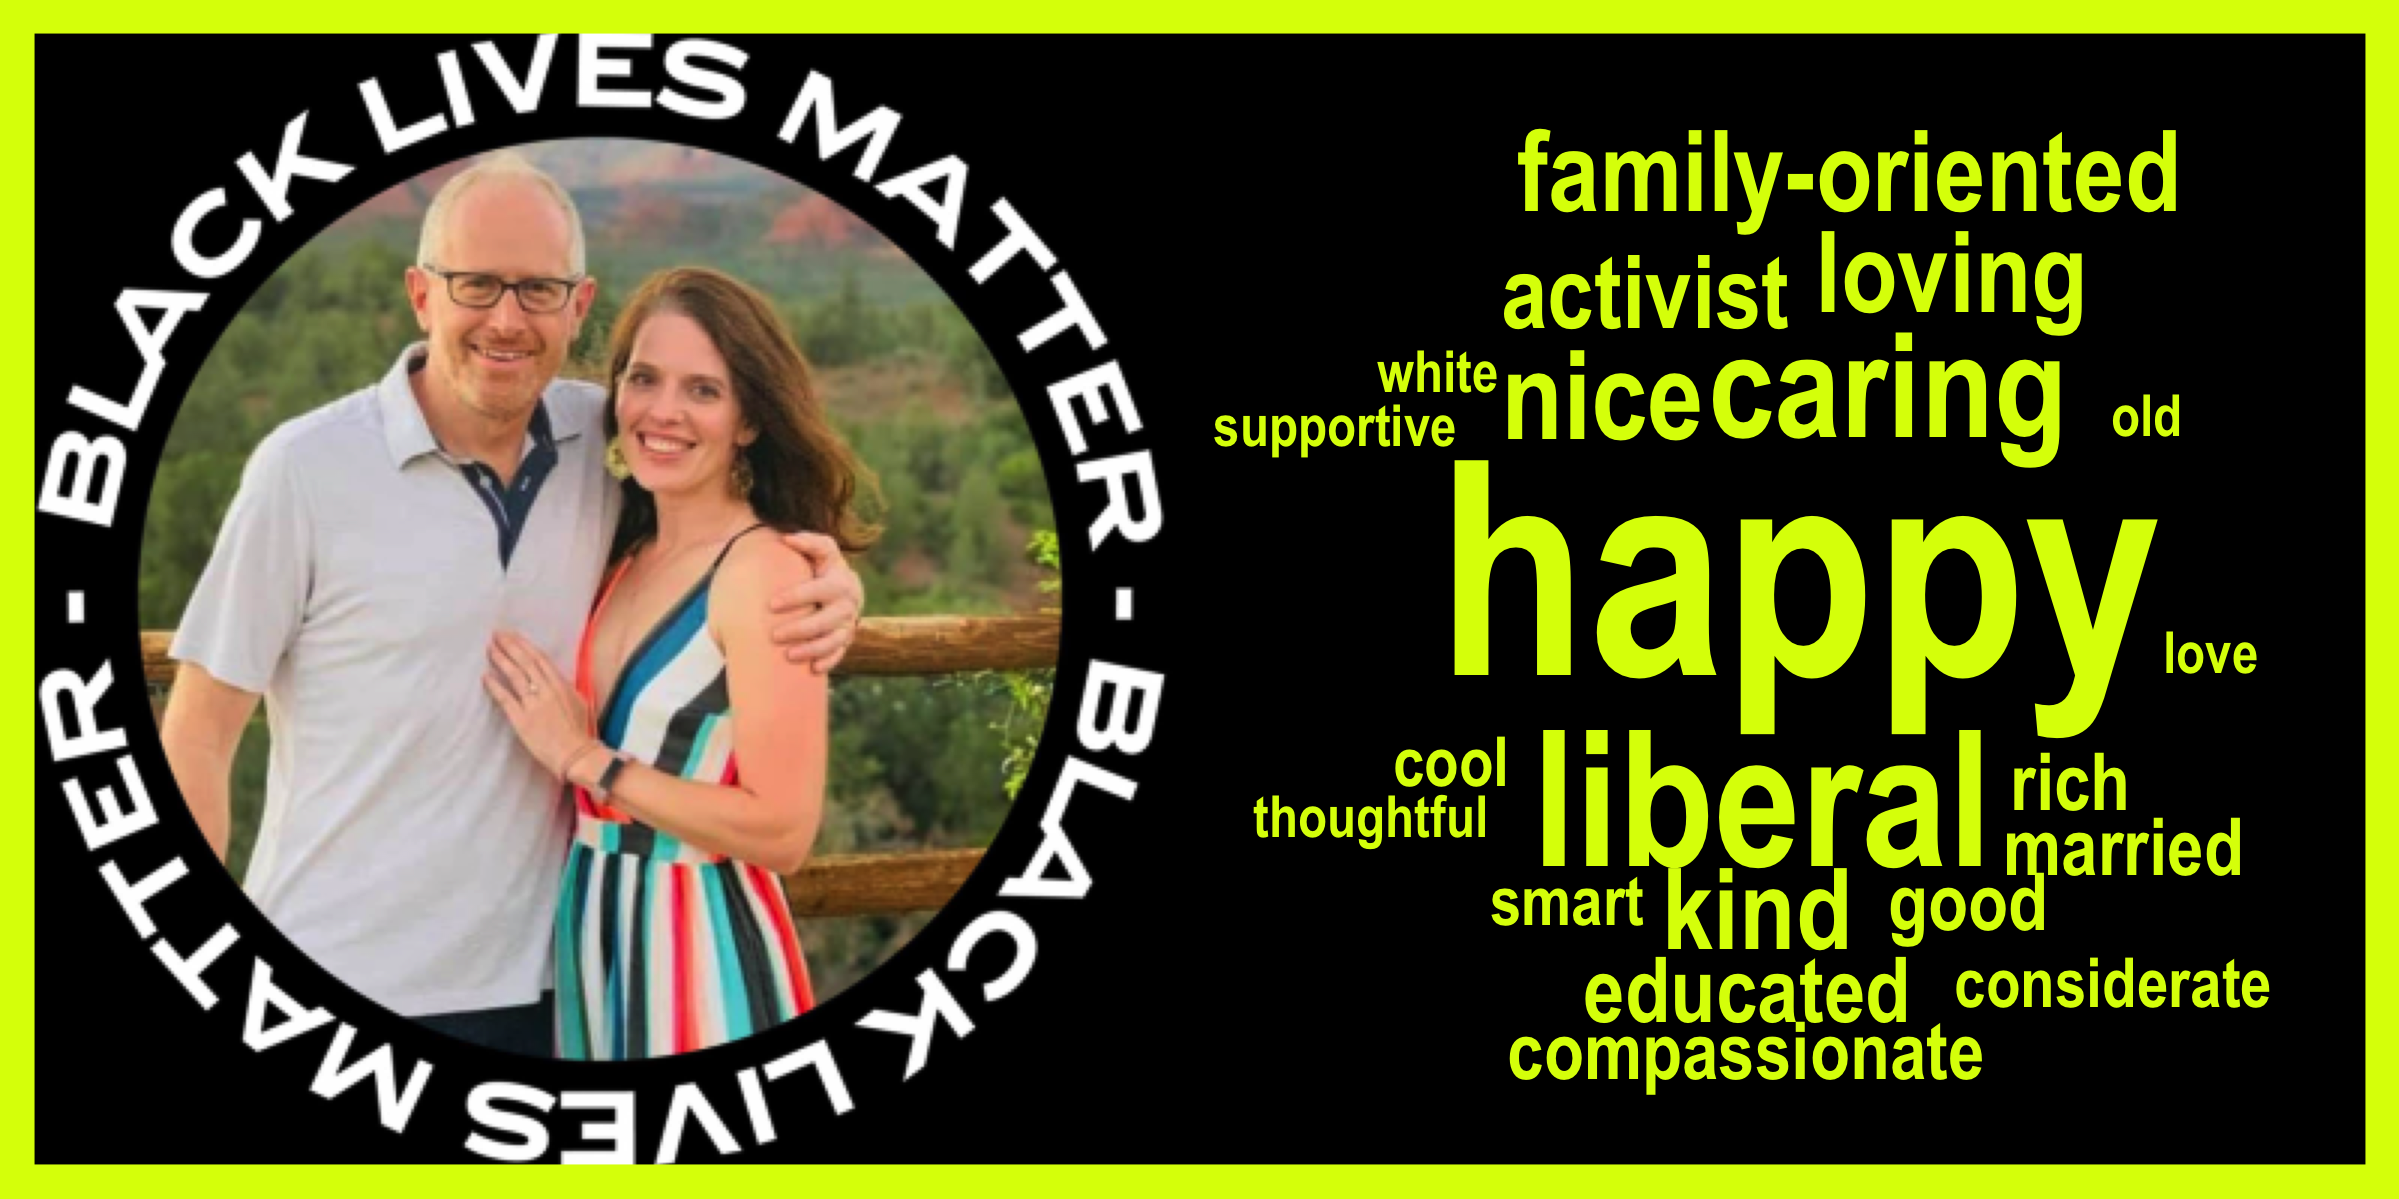 BLACK LIVES MATTER - BLACK LIVES MATTER -
family-oriented
activist loving
white nice caring old
supportive
happy
love
cool liberal rich
thoughtful married
smart kind good
educated considerate
compassionate